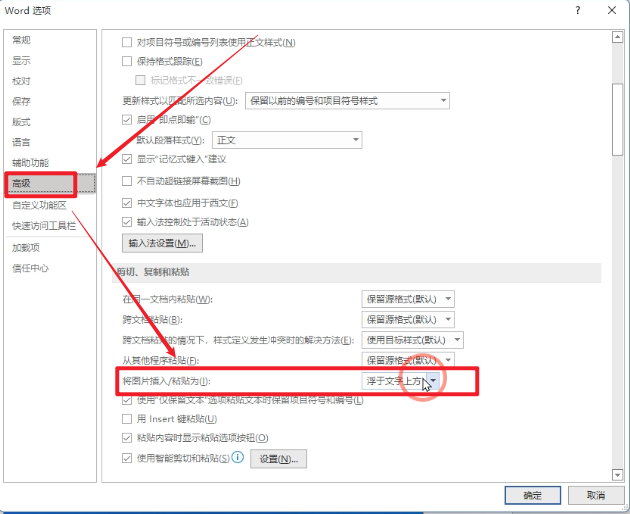 Word 选项
?
常规
显示
校对
保存
版式
语言
辅助功能
高级
自定义功能区
快速访问工具栏
加载项
信任中心
对项目符号或编号列表使用正文样式(N)
保持格式跟踪(E)
标记格式不一致错误(F)
更新样式以匹配所选内容(U): 保留以前的编号和项目符号样式
启用"即点即输"(C)
默认段落样式(Y): 正文
显示"记忆式键入"建议
不自动超链接屏幕截图(H)
中文字体也应用于西文(F)
输入法控制处于活动状态(A)
输入法设置(M)...
剪切、复制和粘贴
在同一文档内粘贴(W): 保留源格式(默认)
跨文档粘贴(B): 保留源格式(默认)
跨文档粘贴的情况下，样式定义发生冲突时的解决方法(E): 使用目标样式(默认)
从其他程序粘贴(F): 保留源格式(默认)
将图片插入/粘贴为(I): 浮于文字上方
使用"仅保留文本"选项粘贴文本时保留项目符号和编号(L)
用 Insert 键粘贴(U)
粘贴内容时显示粘贴选项按钮(O)
使用智能剪切和粘贴(S) 设置(N)...
确定
取消